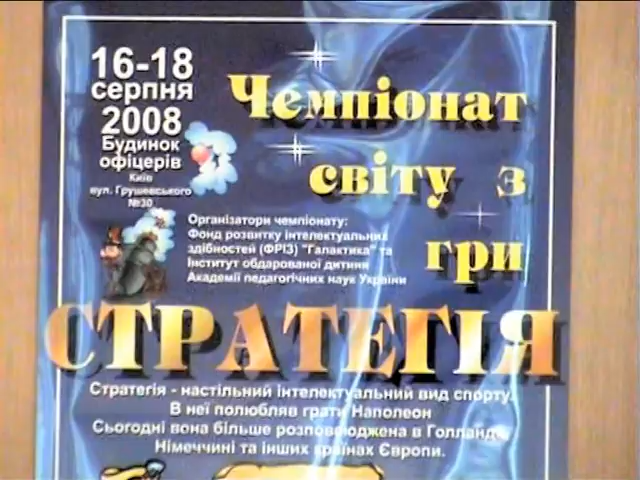 16-18
серпня
2008
Будинок
офіцерів
Київ
вул. Грушевського
№30
Чемпіонат
світу з
гри
Організатори чемпіонату:
Фонд розвитку інтелектуальних
здібностей (ФРІЗ) "Галактика" та
Інститут обдарованої дитини
Академії педагогічних наук України
СТРАТЕГІЯ
Стратегія - настільний інтелектуальний вид спорту.
В неї полюбляв грати Наполеон
Сьогодні вона більше розповсюджена в Голландії,
Німеччині та інших країнах Європи.